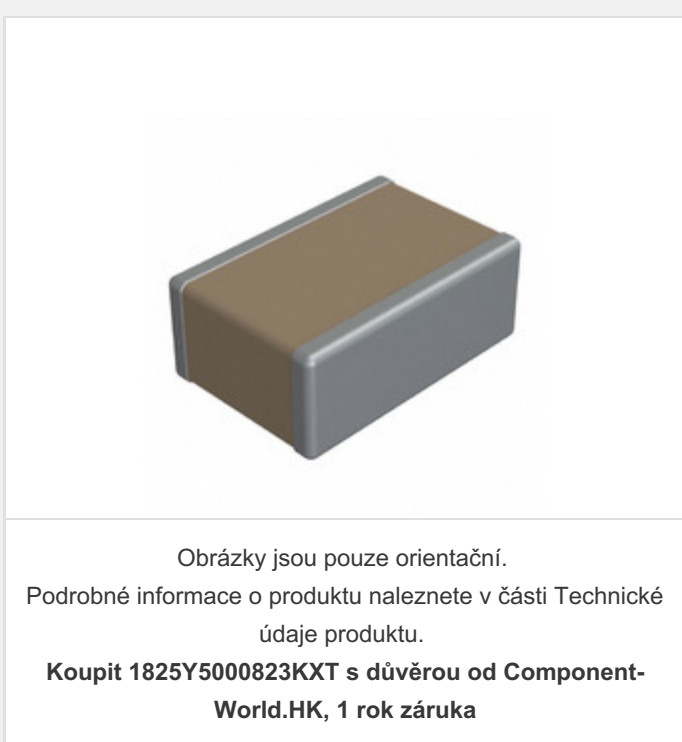 Obrázky jsou pouze orientační.
Podrobné informace o produktu naleznete v části Technické
údaje produktu.
Koupit 1825Y5000823KXT s důvěrou od Component-
World.HK, 1 rok záruka